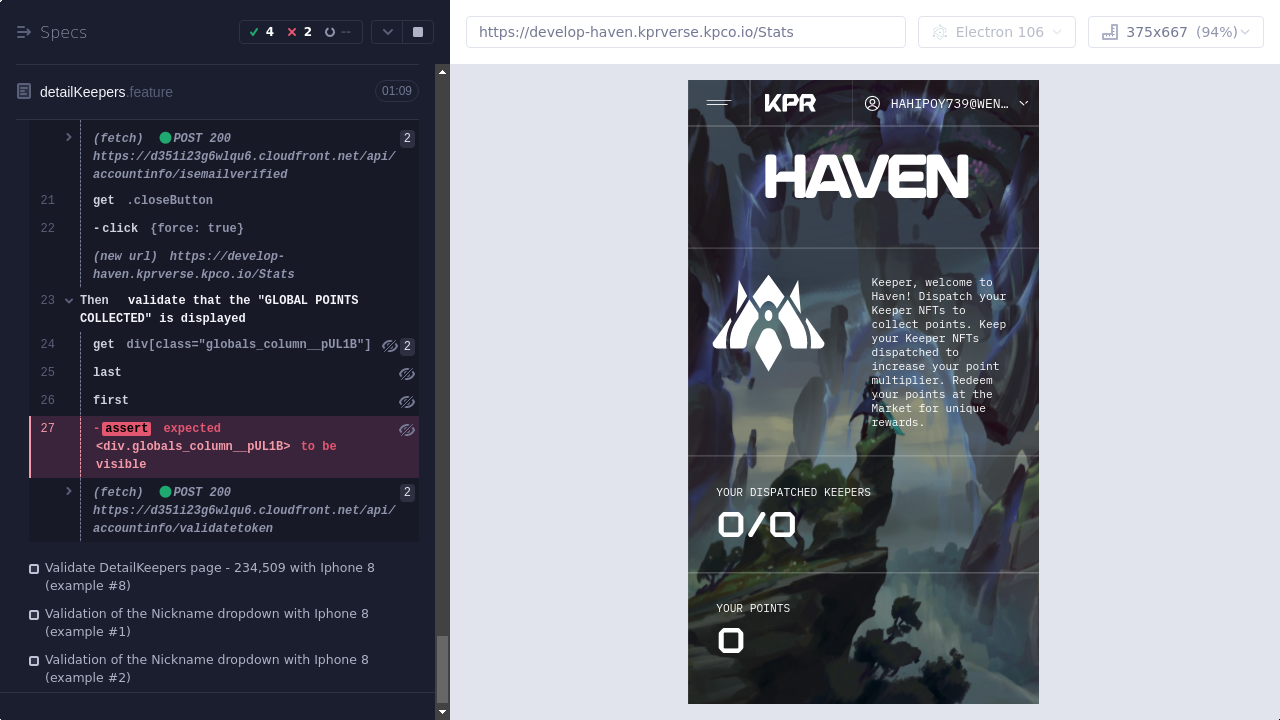 Specs
4
2
--
https://develop-haven.kprverse.kpco.io/Stats
Electron 106
375x667 (94%)
detailKeepers.feature
01:09
(fetch) POST 200 2
https://d351i23g6wlqu6.cloudfront.net/api/
accountinfo/isemailverified
21 get .closeButton
22 -click {force: true}
(new url) https://develop-
haven.kprverse.kpco.io/Stats
23 Then validate that the "GLOBAL POINTS
COLLECTED" is displayed
24 get div[class="globals_column__pUL1B"] 2
25 last
26 first
27 -assert expected
<div.globals_column__pUL1B> to be
visible
(fetch) POST 200 2
https://d351i23g6wlqu6.cloudfront.net/api/
accountinfo/validatetoken
Validate DetailKeepers page - 234,509 with Iphone 8
(example #8)
Validation of the Nickname dropdown with Iphone 8
(example #1)
Validation of the Nickname dropdown with Iphone 8
(example #2)
KPR
HAHIPOY739@WEN…
HAVEN
Keeper, welcome to
Haven! Dispatch your
Keeper NFTs to
collect points. Keep
your Keeper NFTs
dispatched to
increase your point
multiplier. Redeem
your points at the
Market for unique
rewards.
YOUR DISPATCHED KEEPERS
0/0
YOUR POINTS
0